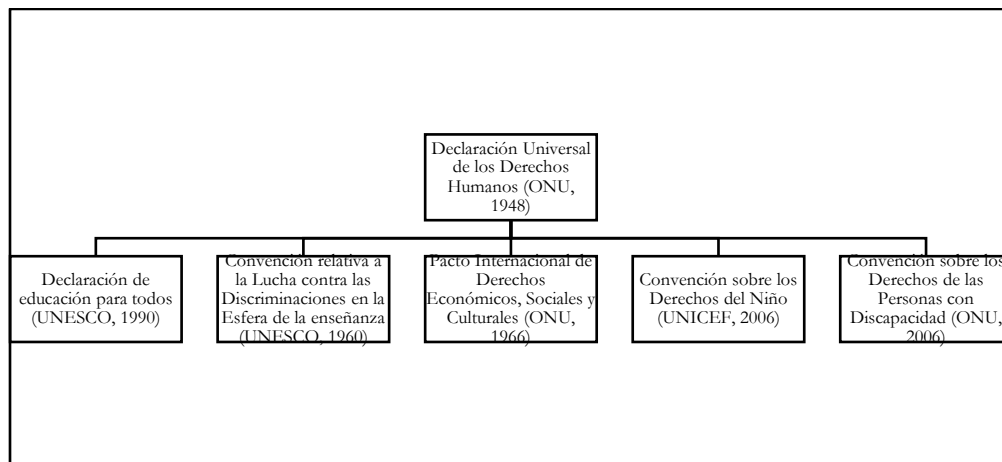 Declaración Universal
de los Derechos
Humanos (ONU,
1948)
Declaración de
educación para todos
(UNESCO, 1990)
Convención relativa a
la Lucha contra las
Discriminaciones en la
Esfera de la enseñanza
(UNESCO, 1960)
Pacto Internacional de
Derechos
Económicos, Sociales y
Culturales (ONU,
1966)
Convención sobre los
Derechos del Niño
(UNICEF, 2006)
Convención sobre los
Derechos de las
Personas con
Discapacidad (ONU,
2006)